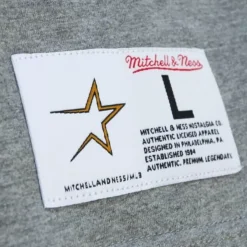 Mitchell & Ness
L
MITCHELL & NESS NOSTALGIA CO.
AUTHENTIC LICENSED APPAREL
DESIGNED IN PHILADELPHIA, PA
ESTABLISHED 1904
AUTHENTIC. PREMIUM. LEGENDARY.
MITCHELLANDNESS/MLB